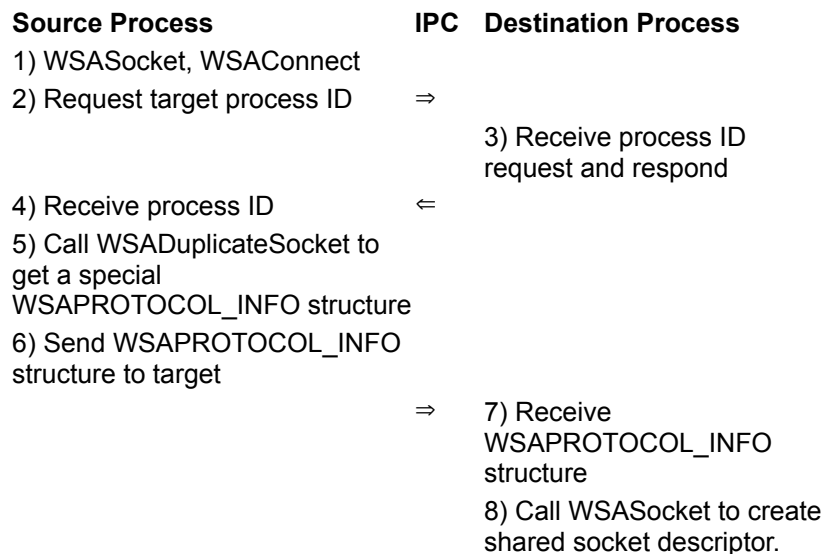 Source Process IPC Destination Process
1) WSASocket, WSAConnect
2) Request target process ID ⇒
3) Receive process ID
request and respond
4) Receive process ID ⇐
5) Call WSADuplicateSocket to
get a special
WSAPROTOCOL_INFO structure
6) Send WSAPROTOCOL_INFO
structure to target
⇒ 7) Receive
WSAPROTOCOL_INFO
structure
8) Call WSASocket to create
shared socket descriptor.